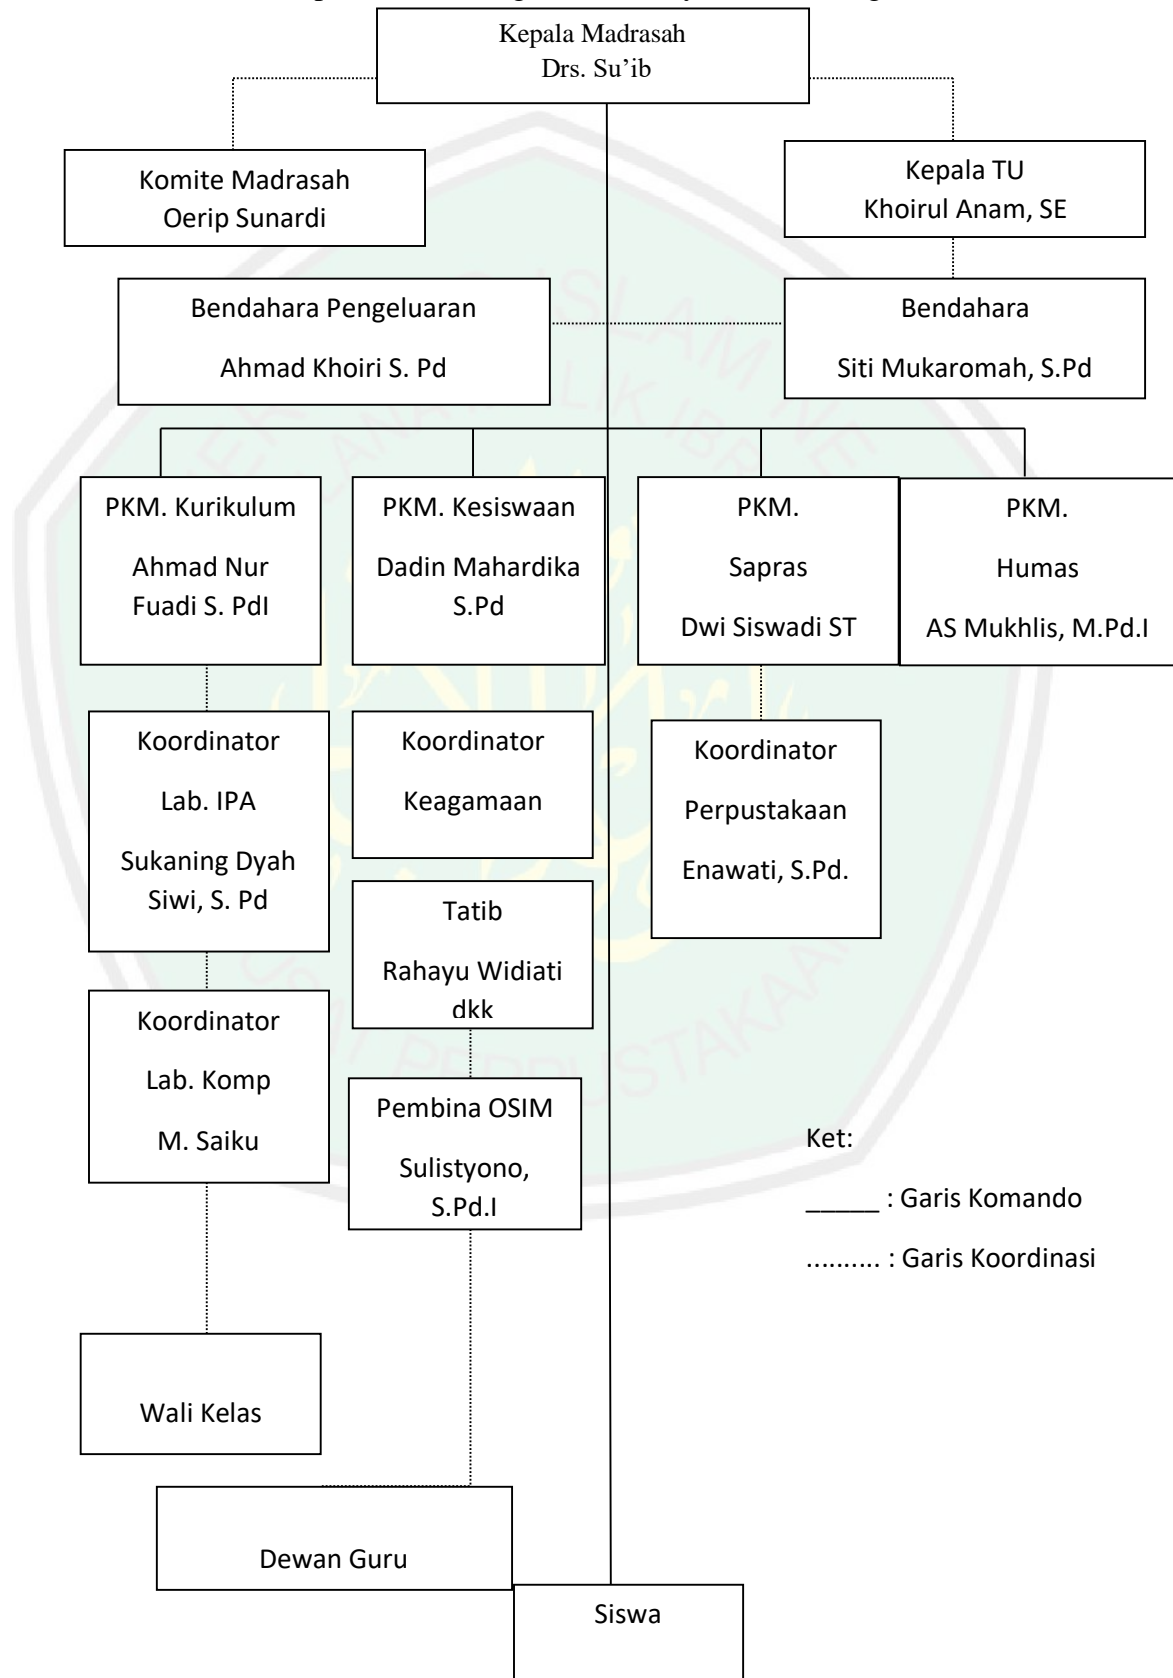 Kepala Madrasah
Drs. Su’ib
Komite Madrasah
Oerip Sunardi
Kepala TU
Khoirul Anam, SE
Bendahara Pengeluaran
Ahmad Khoiri S. Pd
Bendahara
Siti Mukaromah, S.Pd
PKM. Kurikulum
Ahmad Nur
Fuadi S. PdI
PKM. Kesiswaan
Dadin Mahardika
S.Pd
PKM.
Sapras
Dwi Siswadi ST
PKM.
Humas
AS Mukhlis, M.Pd.I
Koordinator
Lab. IPA
Sukaning Dyah
Siwi, S. Pd
Koordinator
Keagamaan
Koordinator
Perpustakaan
Enawati, S.Pd.
Tatib
Rahayu Widiati
dkk
Koordinator
Lab. Komp
M. Saiku
Pembina OSIM
Sulistyono,
S.Pd.I
Ket:
_____ : Garis Komando
.......... : Garis Koordinasi
Wali Kelas
Dewan Guru
Siswa